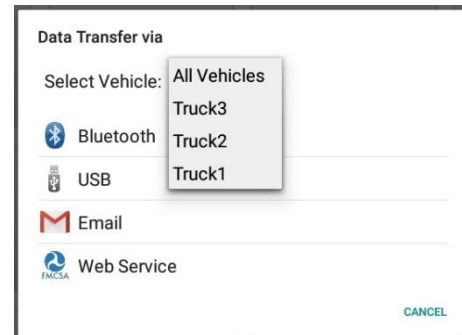 Data Transfer via
Select Vehicle: All Vehicles
Truck3
Bluetooth
Truck2
USB
Truck1
Email
FMCSA Web Service
CANCEL